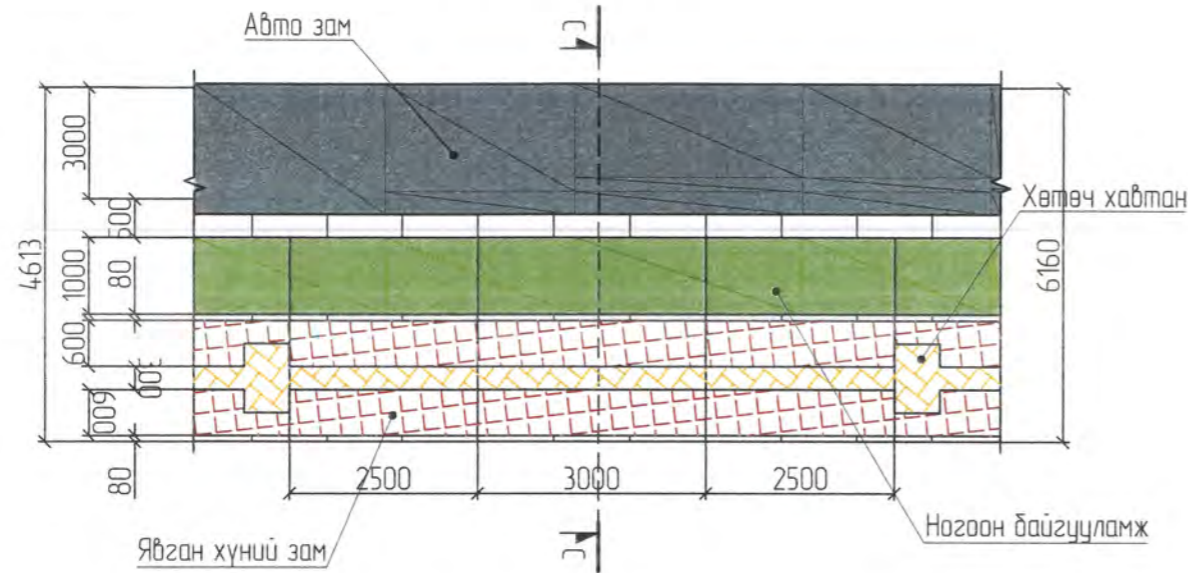 Авто зам
С
3000
500
4613
1000
80
600
300
600
80
6160
Хөтөч хавтан
2500
3000
2500
Явган хүний зам
Ногоон байгууламж
С